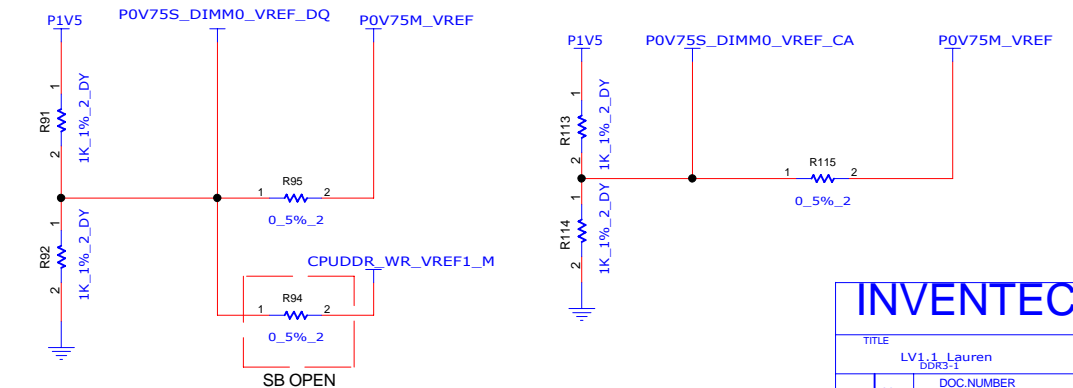 P1V5
P0V75S_DIMM0_VREF_DQ
P0V75M_VREF
1
R91
1K_1%_2_DY
2
1
R92
1K_1%_2_DY
2
R95
1
2
0_5%_2
CPUDDR_WR_VREF1_M
R94
1
2
0_5%_2
SB OPEN
P1V5
P0V75S_DIMM0_VREF_CA
P0V75M_VREF
1
R113
1K_1%_2_DY
2
1
R114
1K_1%_2_DY
2
R115
1
2
0_5%_2
INVENTEC
TITLE
LV1.1_Lauren
DDR3-1
DOC.NUMBER